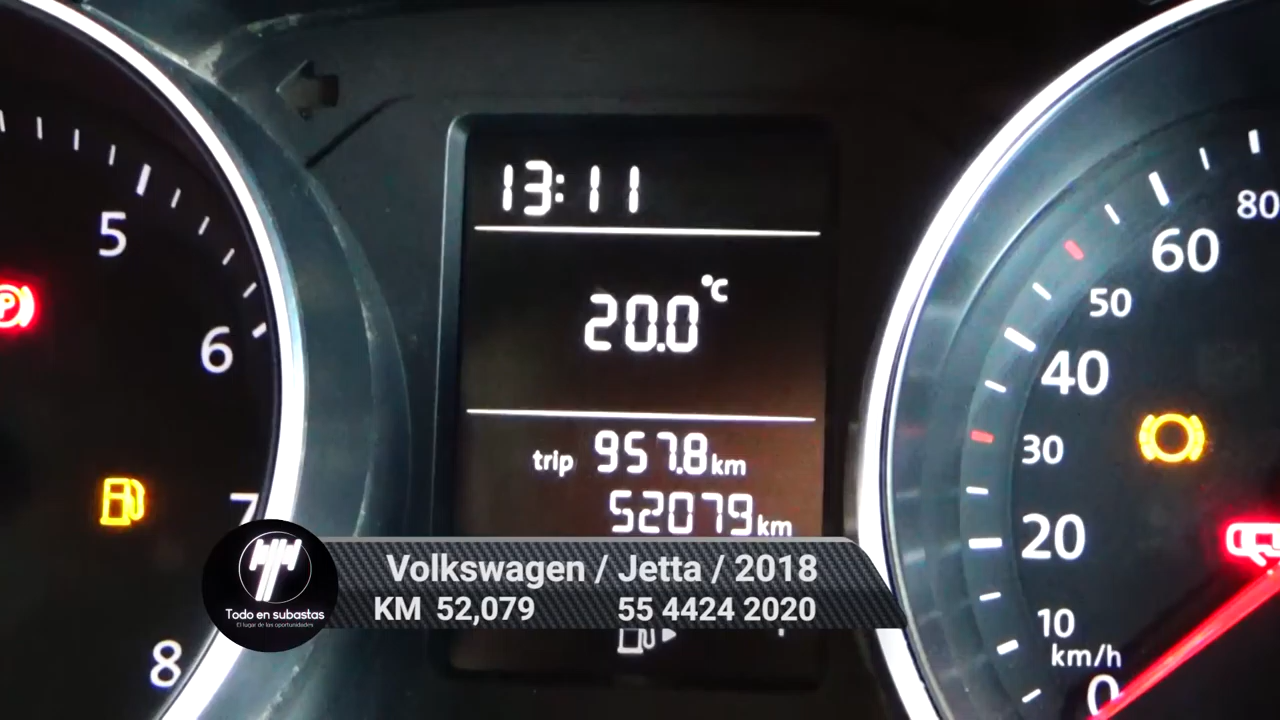 13:11
20.0 °C
trip 957.8 km
52079 km
5
6
7
8
P
80
60
50
40
30
20
10
km/h
0
Volkswagen / Jetta / 2018
KM 52,079 55 4424 2020
Todo en subastas
El lugar de las oportunidades